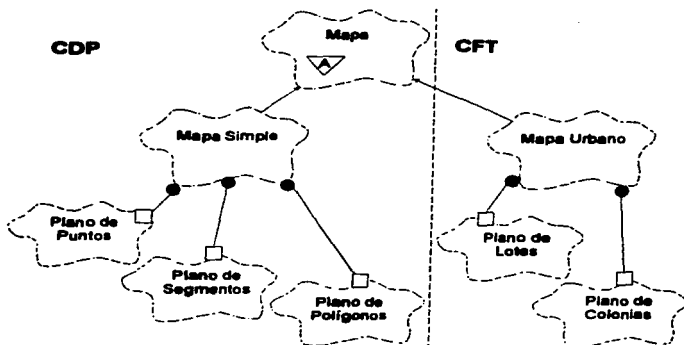 CDP
Mapa
CFT
A
Mapa Simple
Mapa Urbano
Plano de
Puntos
Plano de
Segmentos
Plano de
Polígonos
Plano de
Lotes
Plano de
Colonias